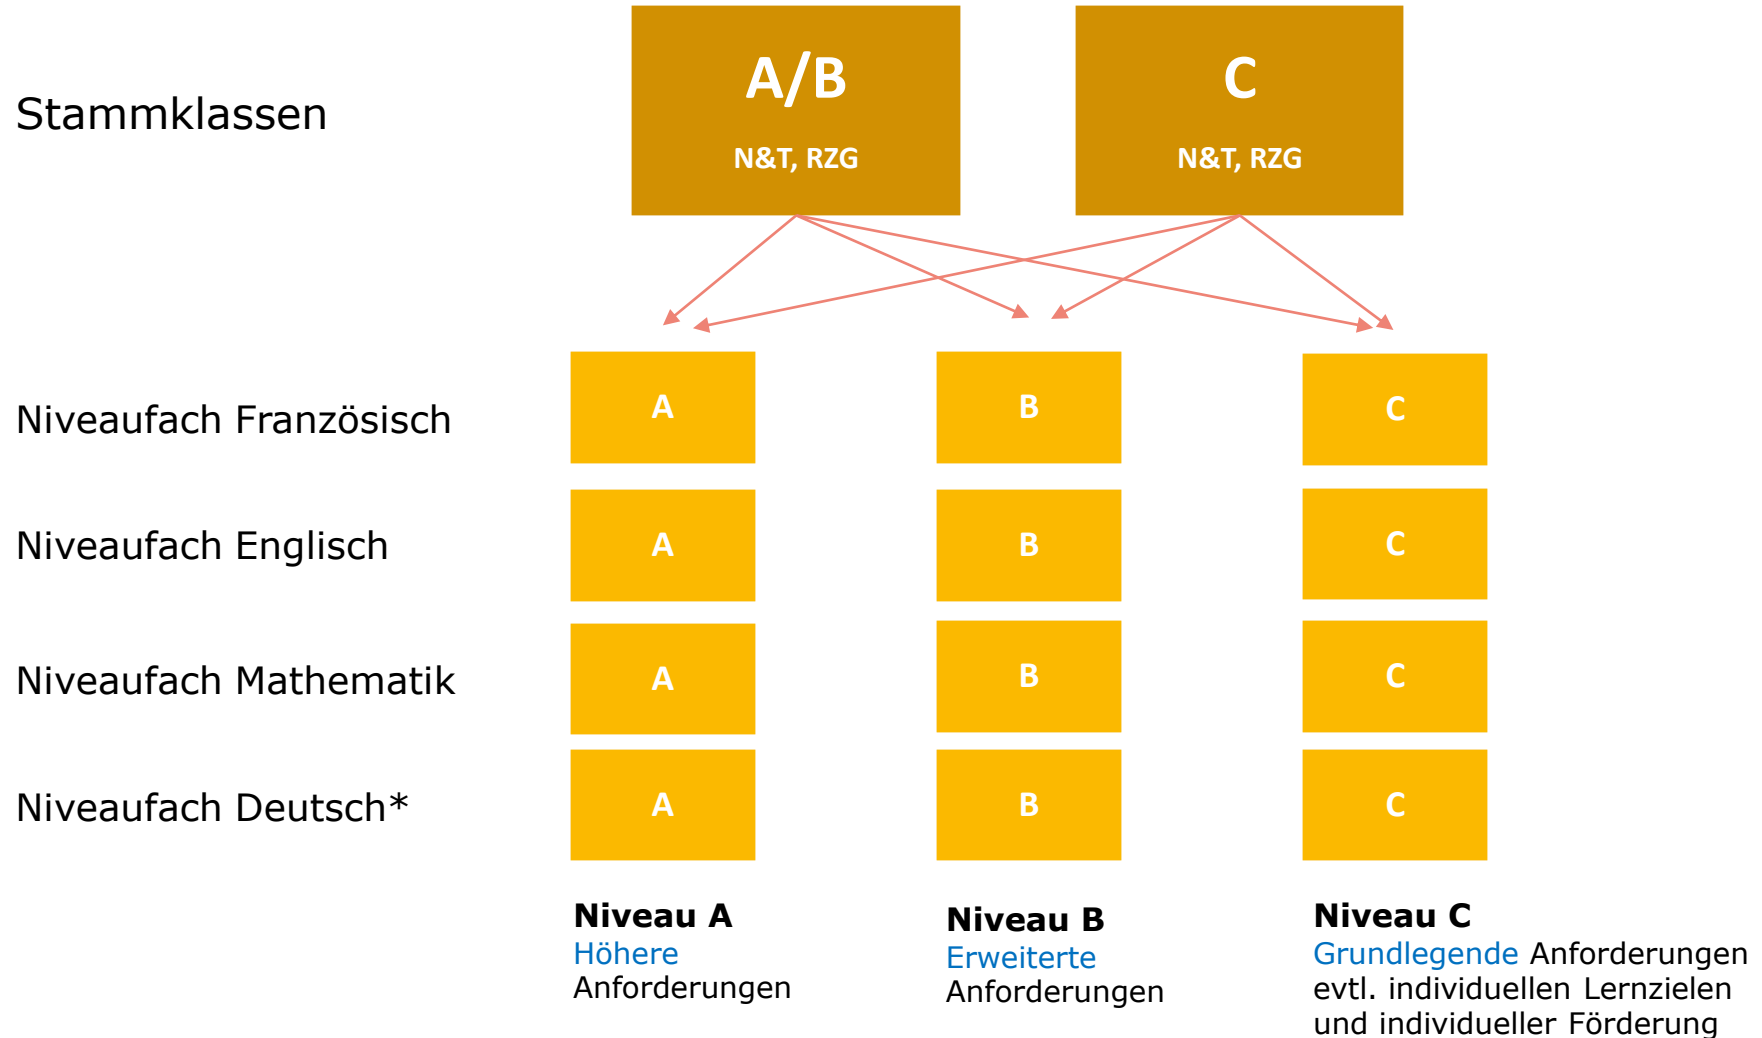 Stammklassen
A/B
N&T, RZG
C
N&T, RZG
Niveaufach Französisch
A
B
C
Niveaufach Englisch
A
B
C
Niveaufach Mathematik
A
B
C
Niveaufach Deutsch*
A
B
C
Niveau A
Höhere
Anforderungen
Niveau B
Erweiterte
Anforderungen
Niveau C
Grundlegende Anforderungen
evtl. individuellen Lernzielen
und individueller Förderung